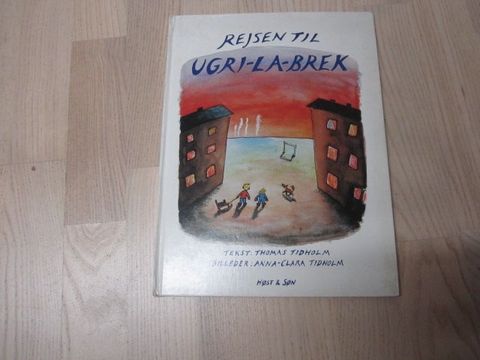 REJSEN TIL
UGRI-LA-BREK
TEKST: THOMAS TIDHOLM
BILLEDER: ANNA-CLARA TIDHOLM
HØST & SØN